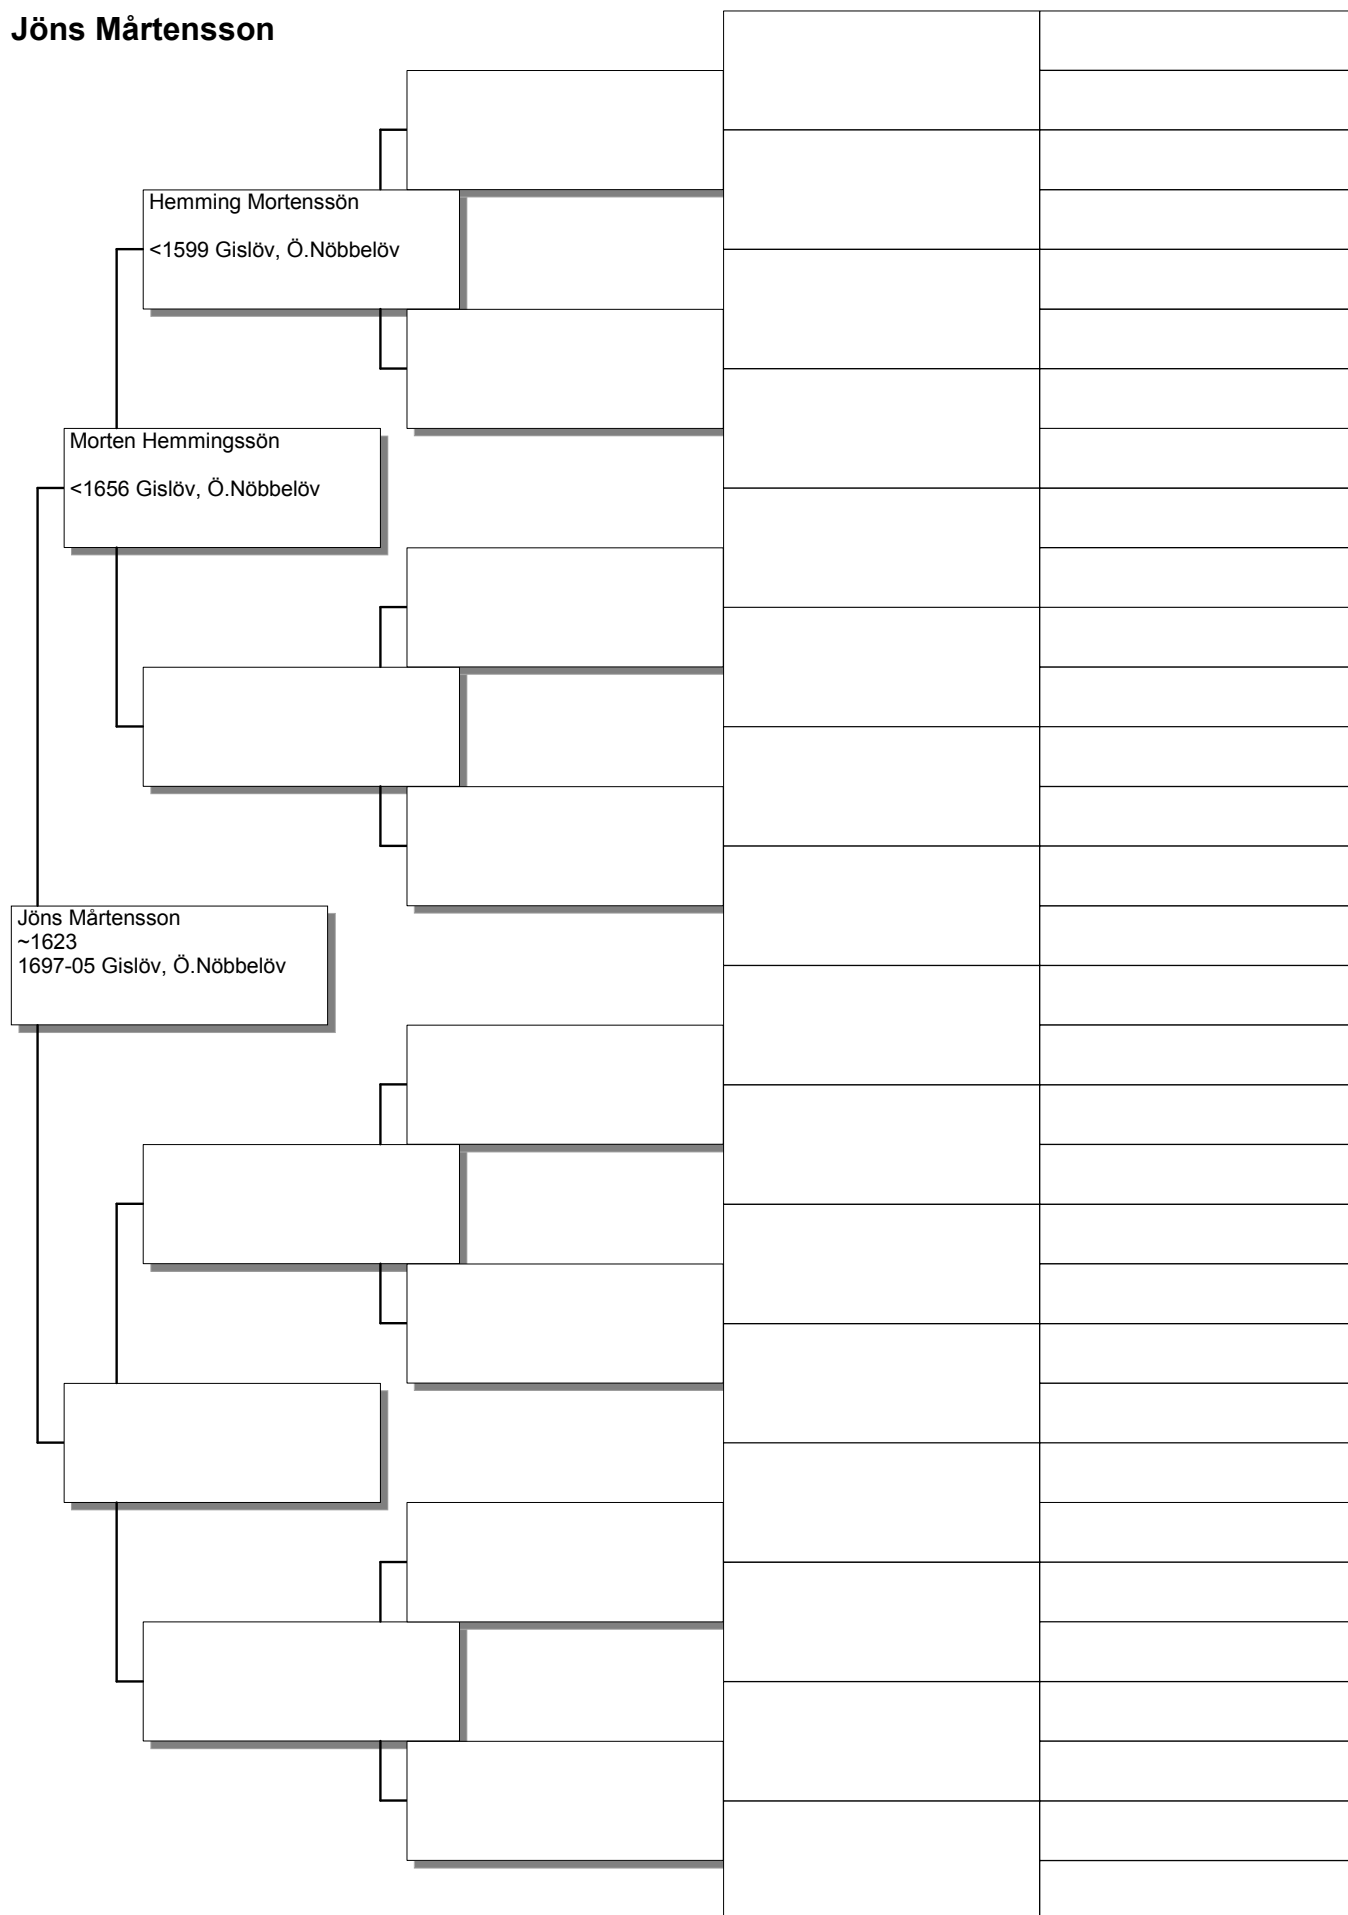 Jöns Mårtensson
Hemming Mortenssön
<1599 Gislöv, Ö.Nöbbelöv
Morten Hemmingssön
<1656 Gislöv, Ö.Nöbbelöv
Jöns Mårtensson
~1623
1697-05 Gislöv, Ö.Nöbbelöv